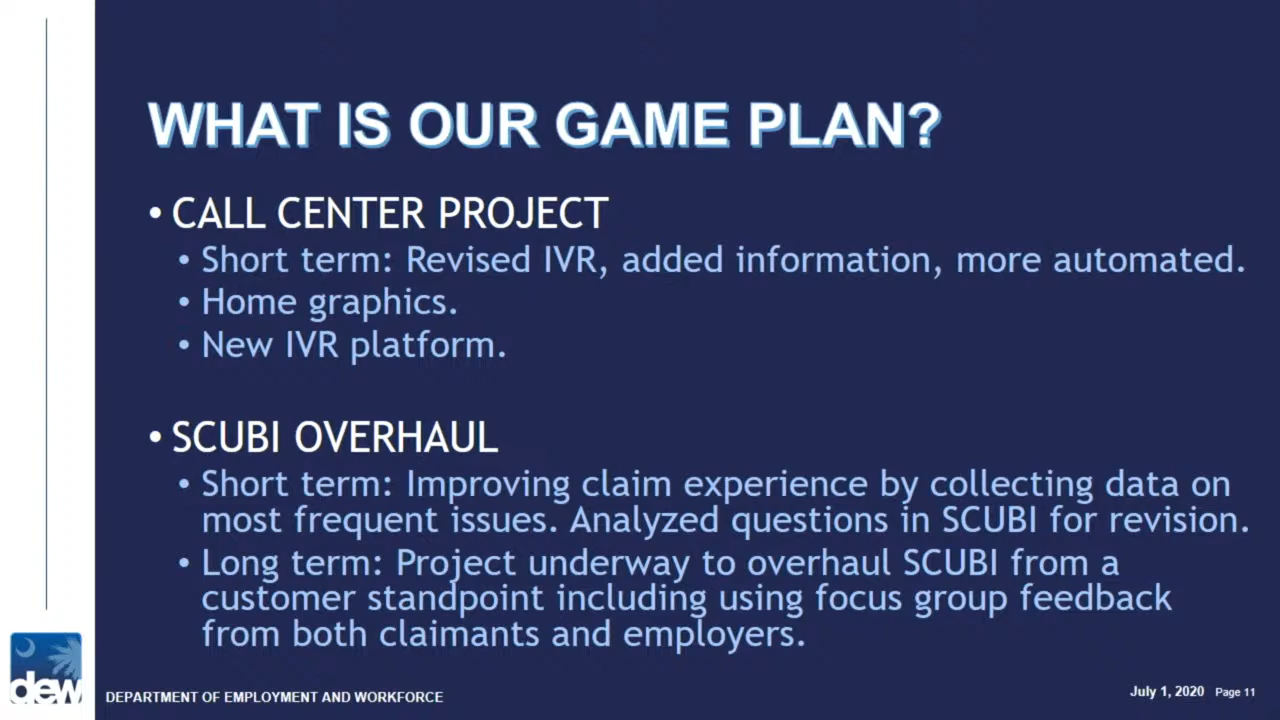 WHAT IS OUR GAME PLAN?
• CALL CENTER PROJECT
• Short term: Revised IVR, added information, more automated.
• Home graphics.
• New IVR platform.
• SCUBI OVERHAUL
• Short term: Improving claim experience by collecting data on
most frequent issues. Analyzed questions in SCUBI for revision.
• Long term: Project underway to overhaul SCUBI from a
customer standpoint including using focus group feedback
from both claimants and employers.
dew
DEPARTMENT OF EMPLOYMENT AND WORKFORCE
July 1, 2020 Page 11